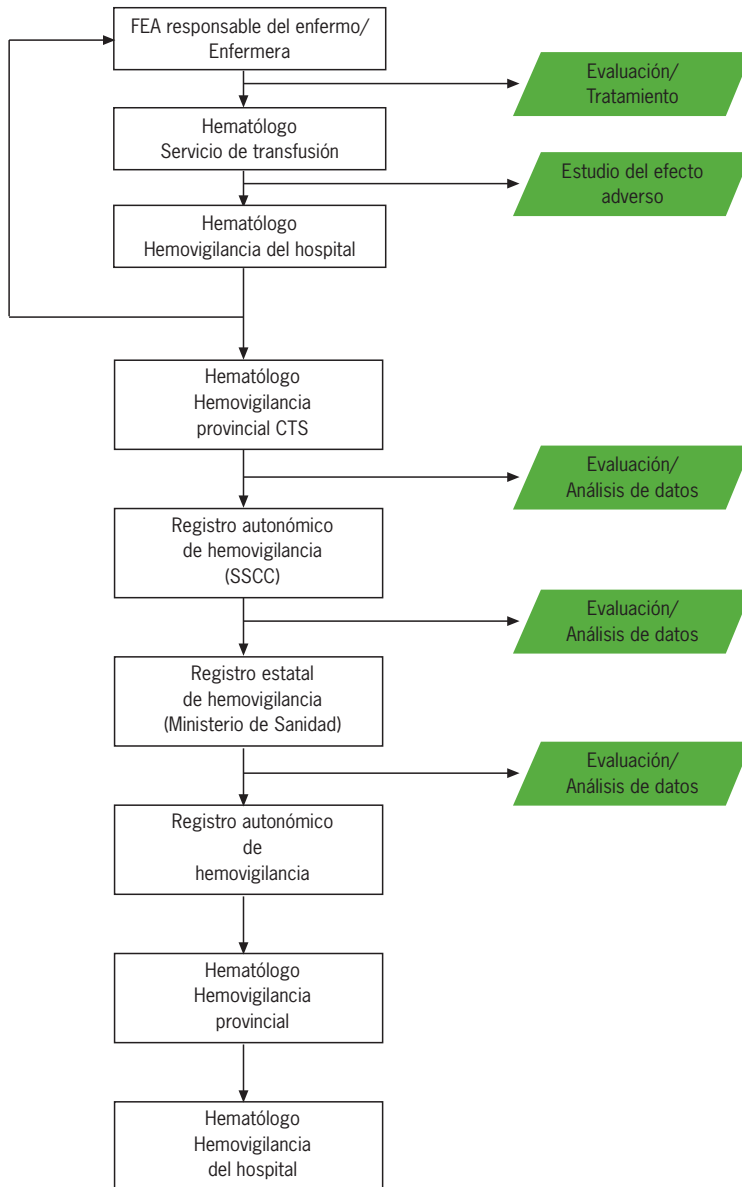 FEA responsable del enfermo/
Enfermera
Evaluación/
Tratamiento
Hematólogo
Servicio de transfusión
Estudio del efecto
adverso
Hematólogo
Hemovigilancia del hospital
Hematólogo
Hemovigilancia
provincial CTS
Evaluación/
Análisis de datos
Registro autonómico
de hemovigilancia
(SSCC)
Evaluación/
Análisis de datos
Registro estatal
de hemovigilancia
(Ministerio de Sanidad)
Evaluación/
Análisis de datos
Registro autonómico
de
hemovigilancia
Hematólogo
Hemovigilancia
provincial
Hematólogo
Hemovigilancia
del hospital